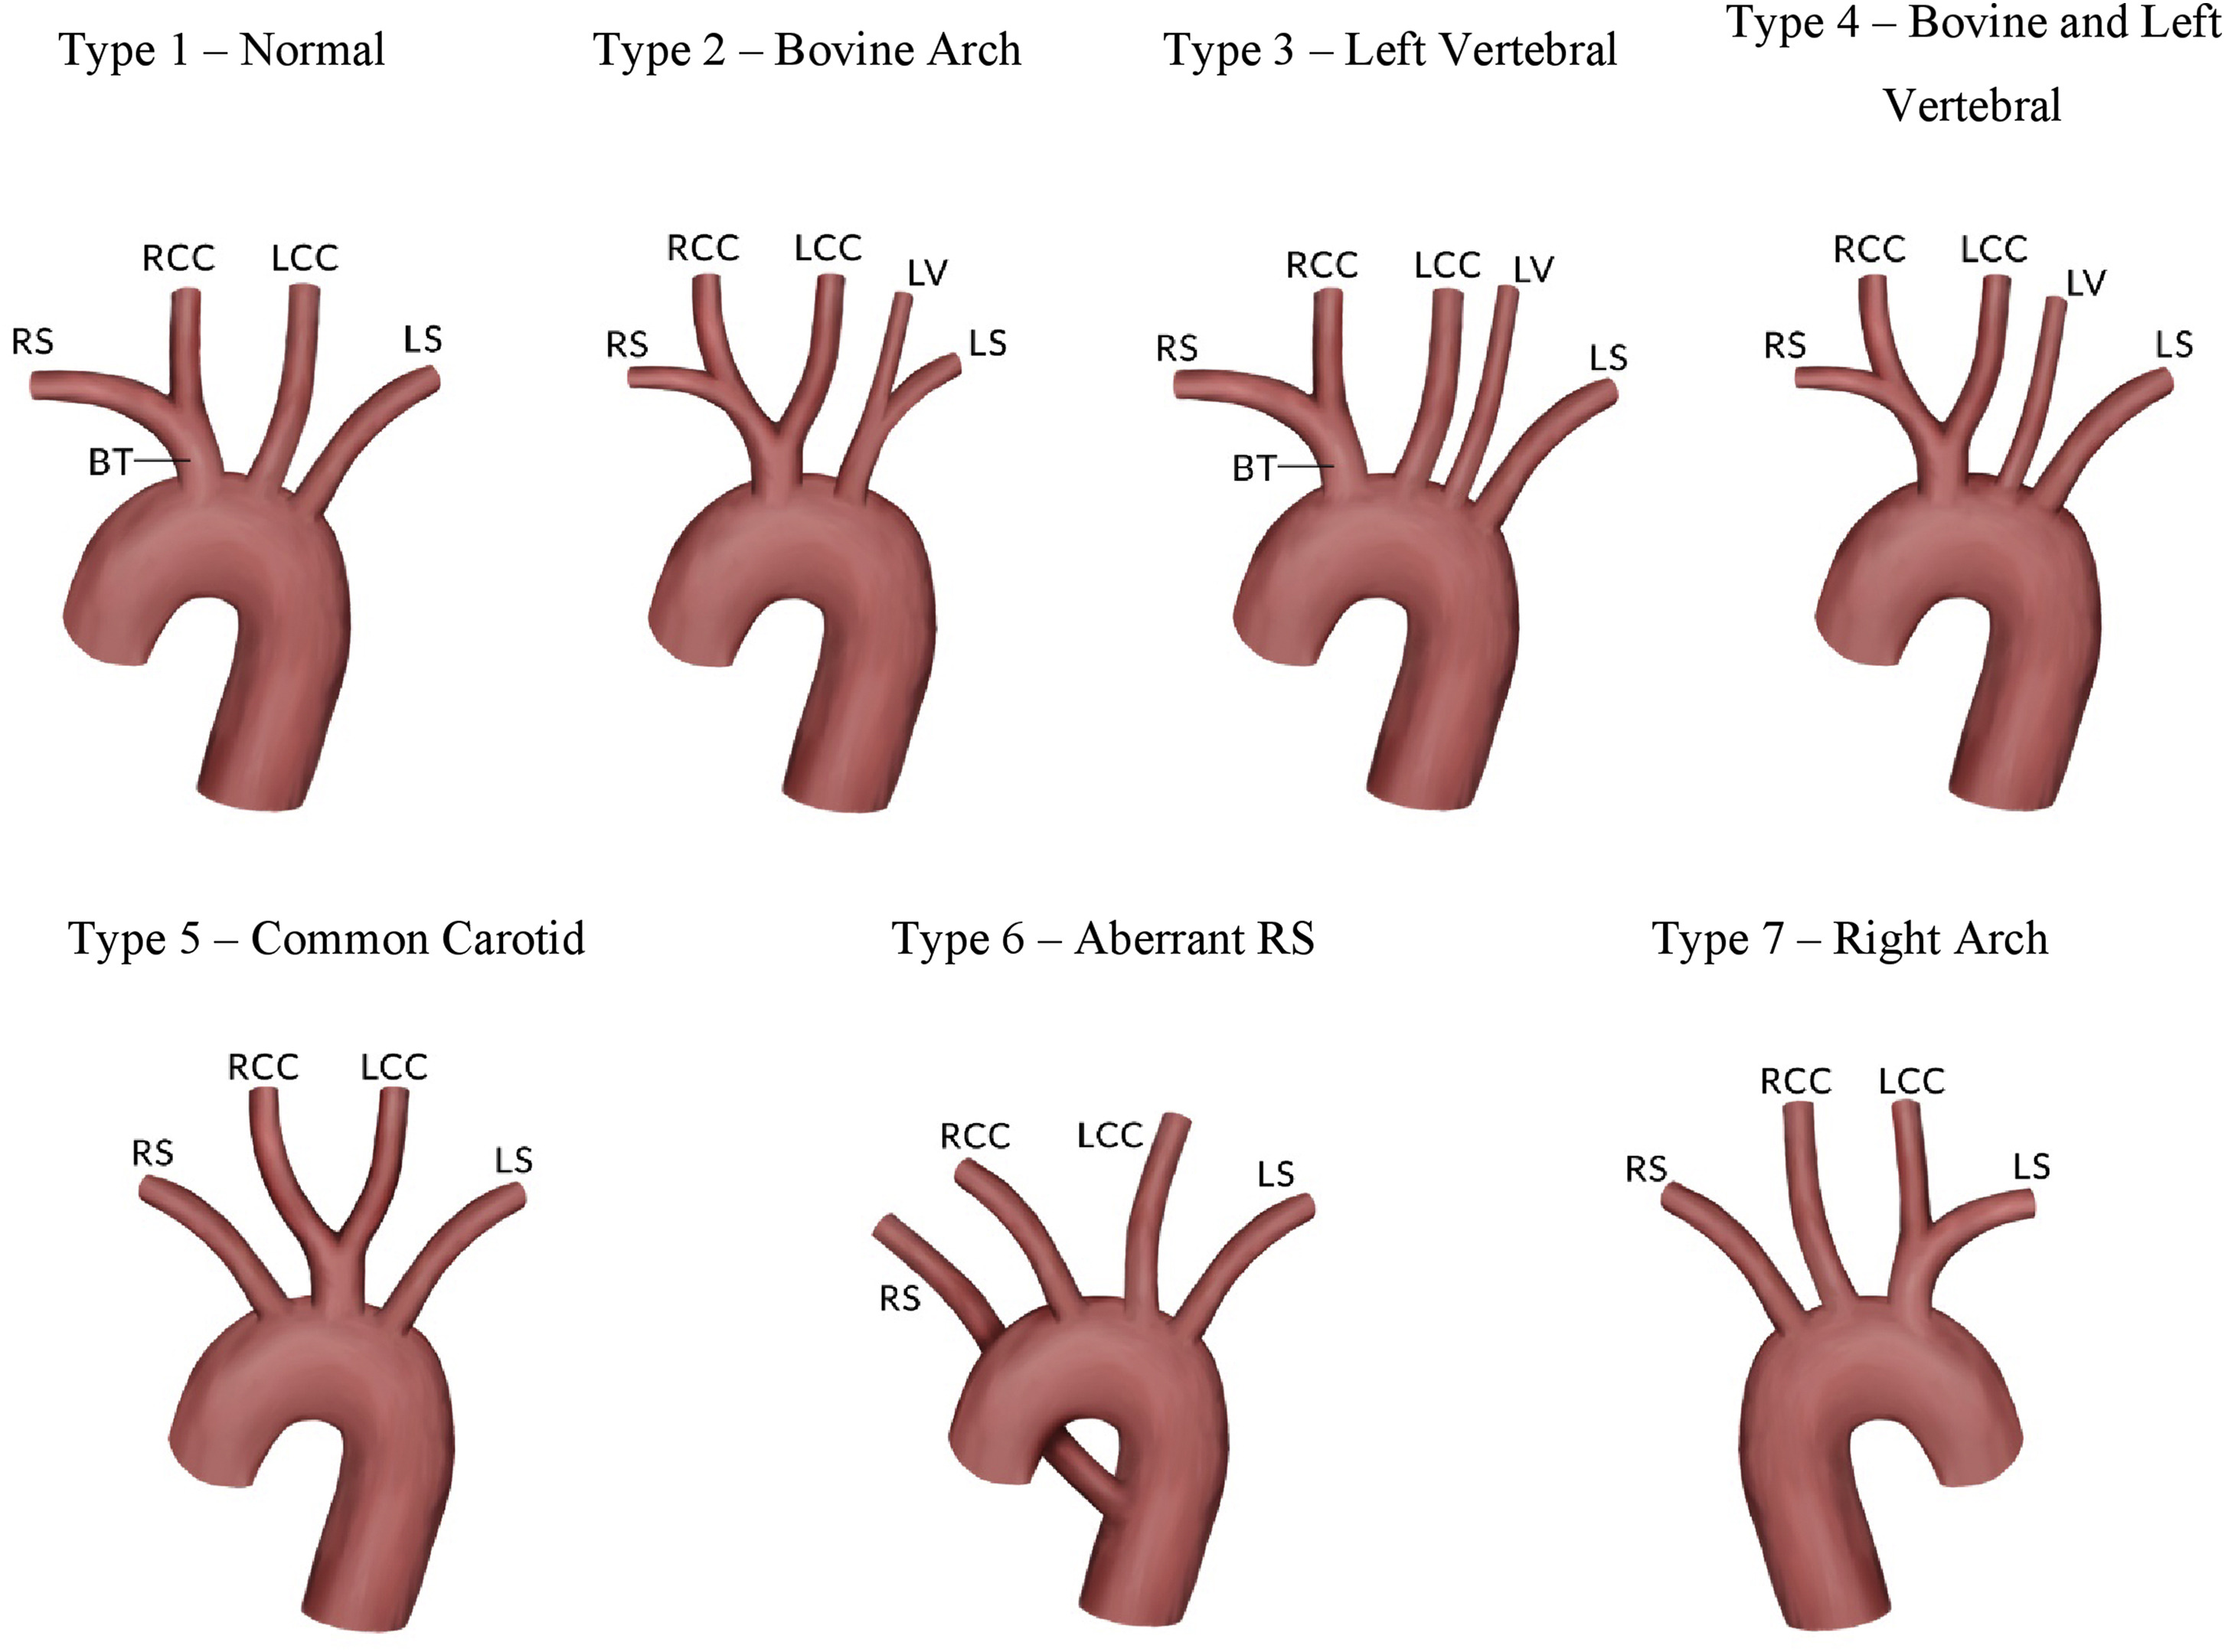 Type 1 – Normal
RCC LCC
RS LS
BT
Type 2 – Bovine Arch
RCC LCC
LV
RS LS
Type 3 – Left Vertebral
RCC LCC LV
RS LS
BT
Type 4 – Bovine and Left
Vertebral
RCC LCC
LV
RS LS
Type 5 – Common Carotid
RCC LCC
RS LS
Type 6 – Aberrant RS
RCC LCC
LS
RS
Type 7 – Right Arch
RCC LCC
RS LS